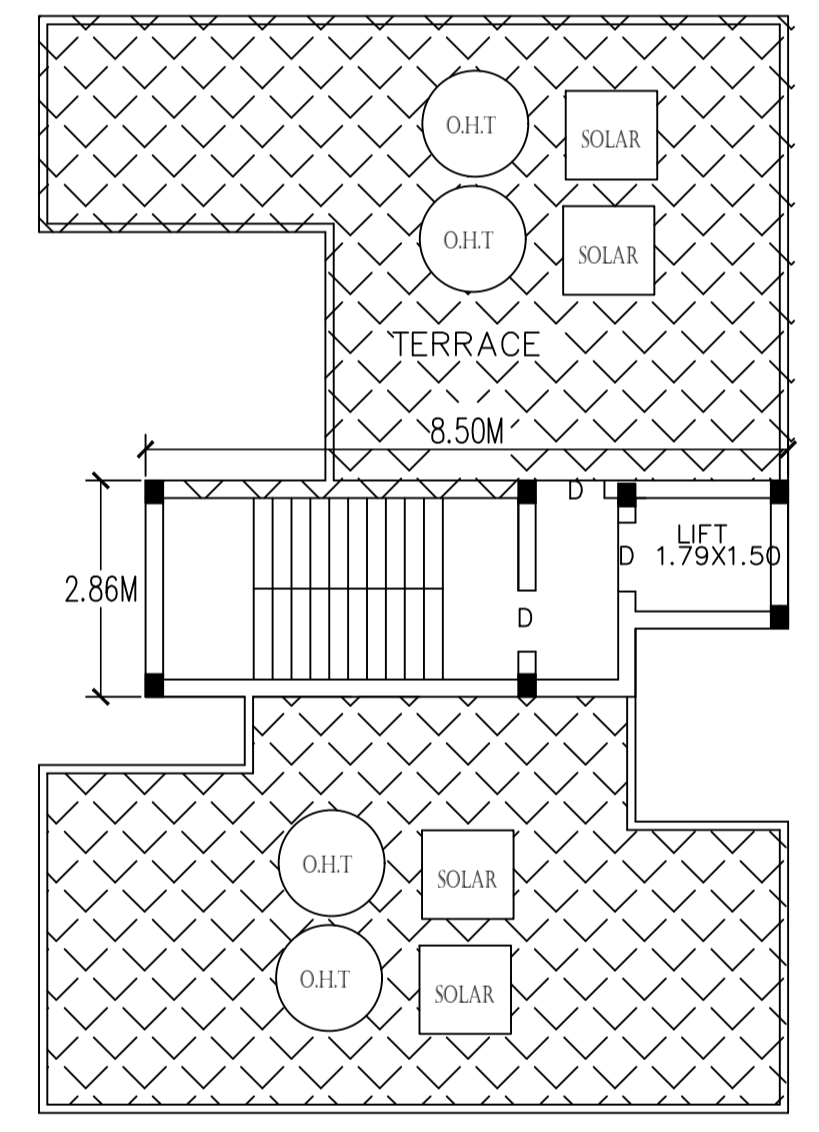 O.H.T
SOLAR
O.H.T
SOLAR
TERRACE
8.50M
D
LIFT
D
1.79X1.50
2.86M
D
O.H.T
SOLAR
O.H.T
SOLAR